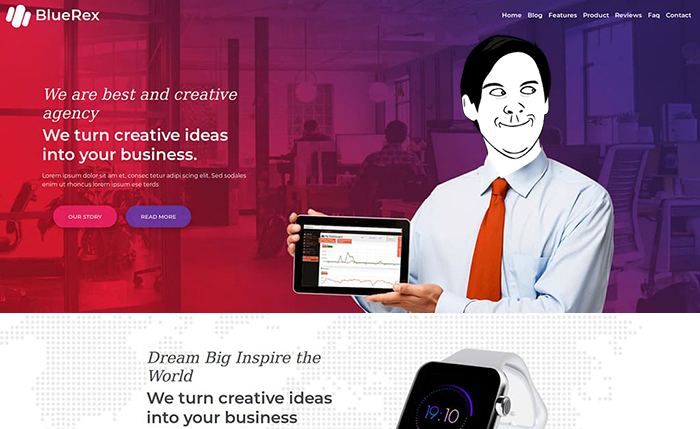 BlueRex
Home Blog Features Product Reviews Faq Contact
We are best and creative
agency
We turn creative ideas
into your business.
Lorem ipsum dolor sit am et, consec tetur adipi scing elit. Sed sodales
enim ut rhoncus lorem ipsum ese terds
OUR STORY READ MORE
Dream Big Inspire the
World
We turn creative ideas
into your business
19:10